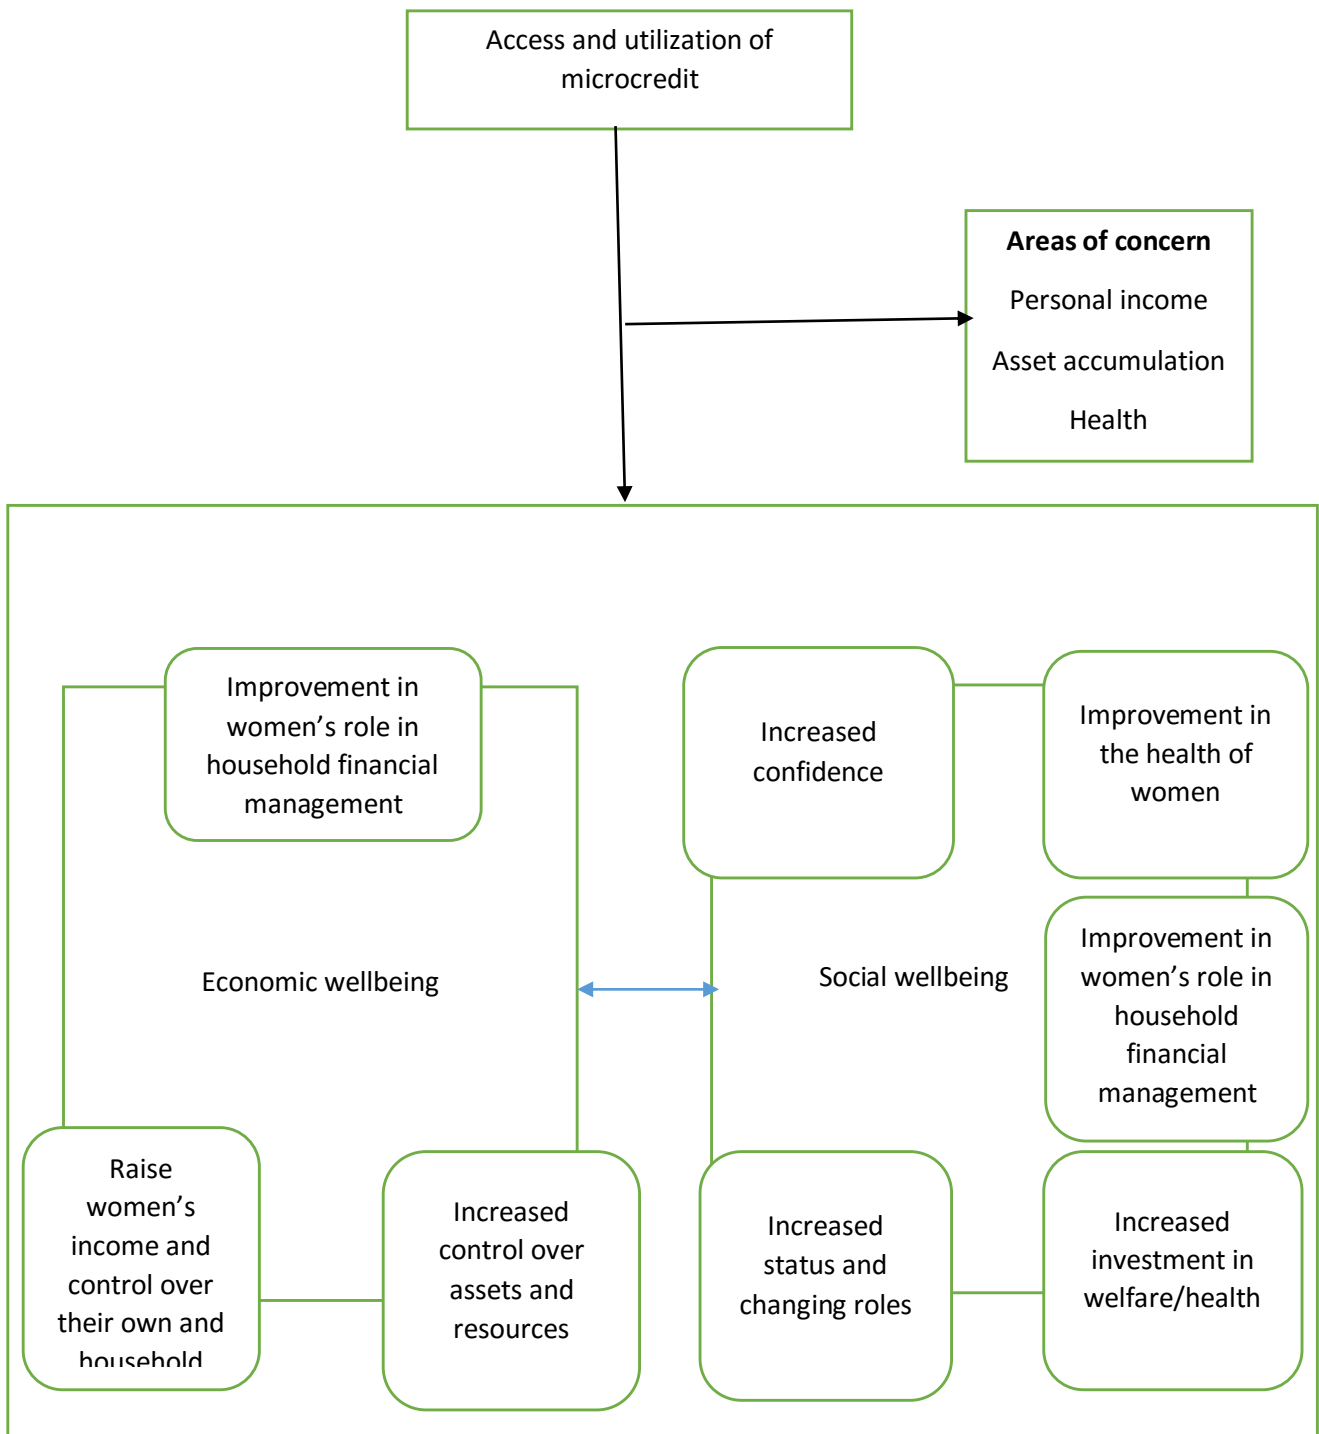 Access and utilization of
microcredit
Areas of concern
Personal income
Asset accumulation
Health
Improvement in
women’s role in
household financial
management
Increased
confidence
Improvement in
the health of
women
Economic wellbeing
Social wellbeing
Improvement in
women’s role in
household
financial
management
Raise
women’s
income and
control over
their own and
household
Increased
control over
assets and
resources
Increased
status and
changing roles
Increased
investment in
welfare/health